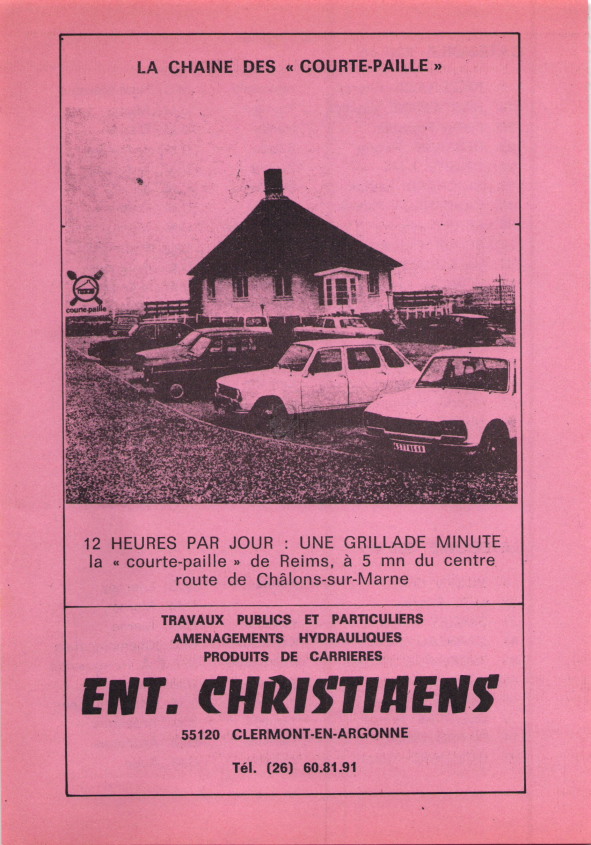 LA CHAINE DES « COURTE-PAILLE »
courte-paille
12 HEURES PAR JOUR : UNE GRILLADE MINUTE
la « courte-paille » de Reims, à 5 mn du centre
route de Châlons-sur-Marne
TRAVAUX PUBLICS ET PARTICULIERS
AMENAGEMENTS HYDRAULIQUES
PRODUITS DE CARRIERES
ENT. CHRISTIAENS
55120 CLERMONT-EN-ARGONNE
Tél. (26) 60.81.91